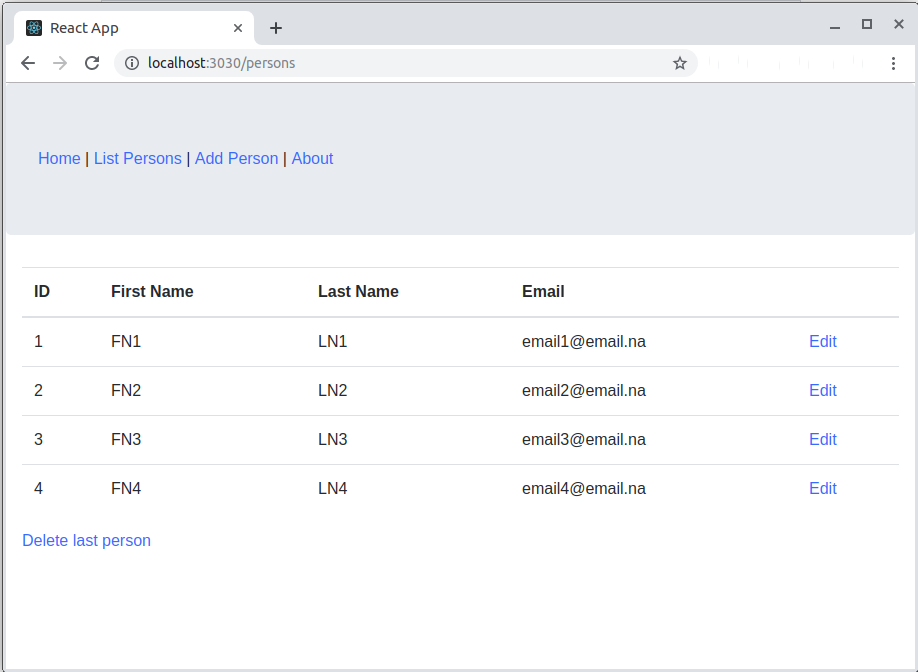 React App
localhost:3030/persons
Home | List Persons | Add Person | About
ID First Name Last Name Email
1 FN1 LN1 email1@email.na Edit
2 FN2 LN2 email2@email.na Edit
3 FN3 LN3 email3@email.na Edit
4 FN4 LN4 email4@email.na Edit
Delete last person